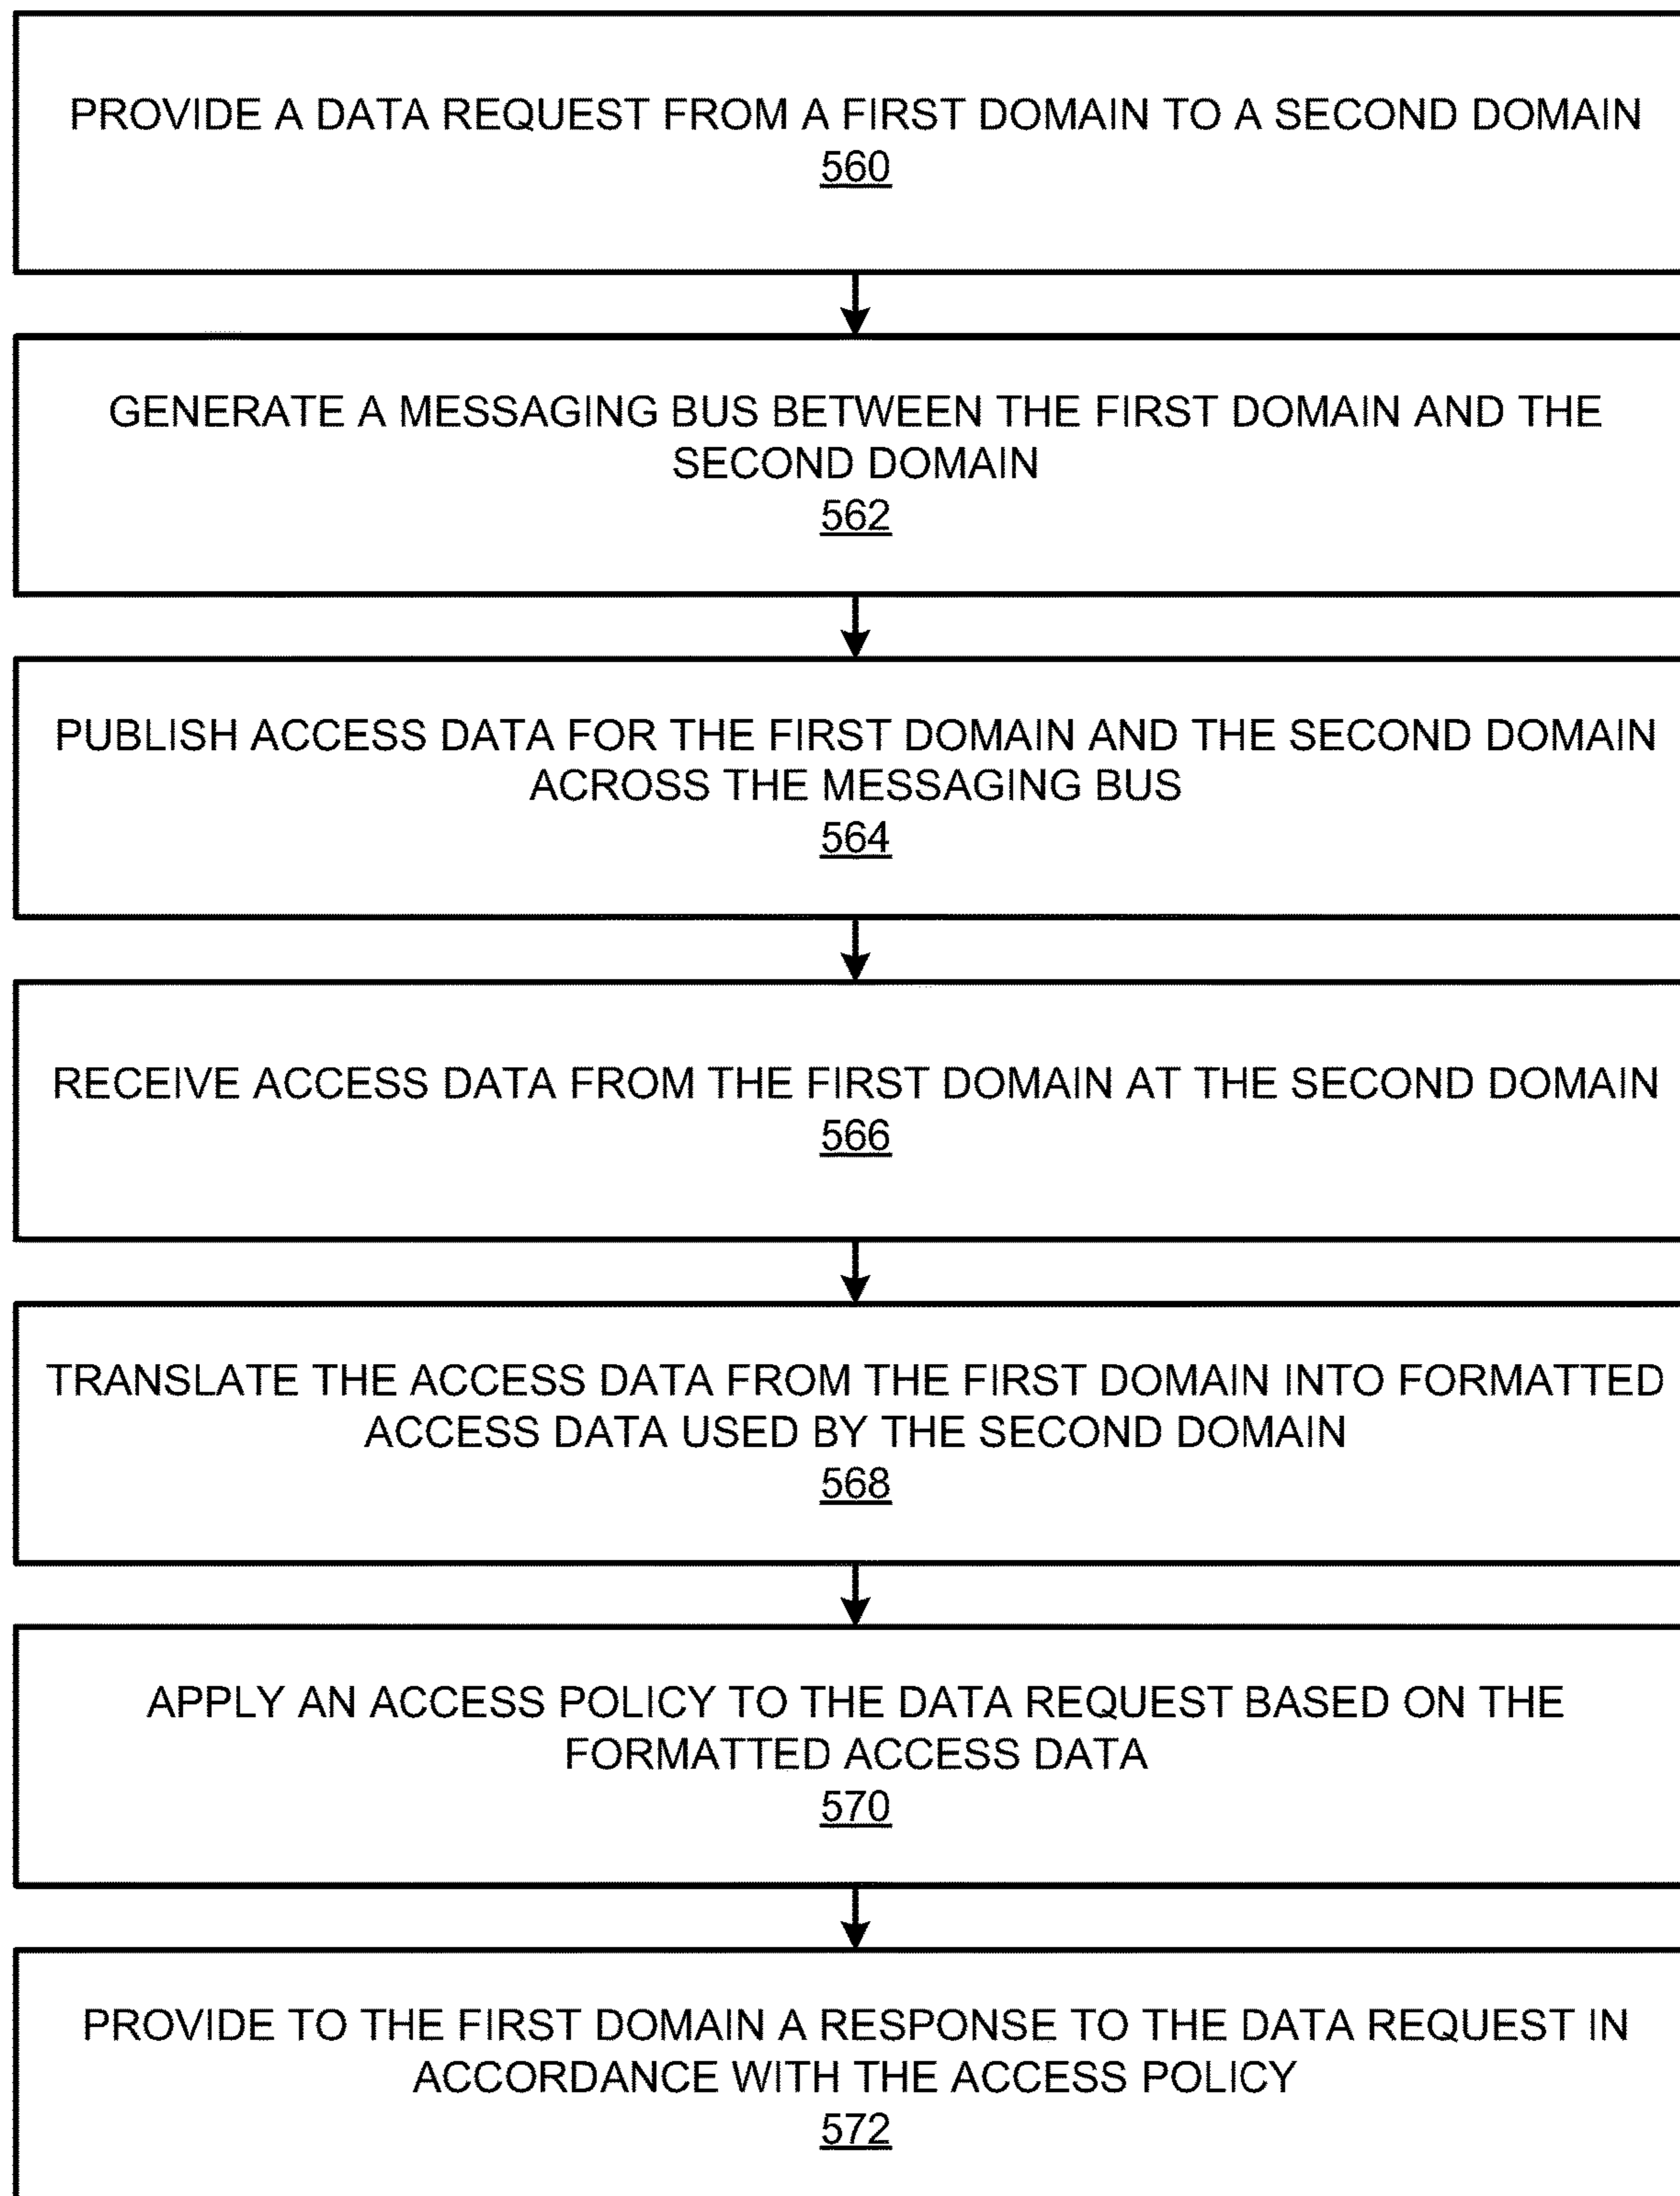 PROVIDE A DATA REQUEST FROM A FIRST DOMAIN TO A SECOND DOMAIN
560
GENERATE A MESSAGING BUS BETWEEN THE FIRST DOMAIN AND THE
SECOND DOMAIN
562
PUBLISH ACCESS DATA FOR THE FIRST DOMAIN AND THE SECOND DOMAIN
ACROSS THE MESSAGING BUS
564
RECEIVE ACCESS DATA FROM THE FIRST DOMAIN AT THE SECOND DOMAIN
566
TRANSLATE THE ACCESS DATA FROM THE FIRST DOMAIN INTO FORMATTED
ACCESS DATA USED BY THE SECOND DOMAIN
568
APPLY AN ACCESS POLICY TO THE DATA REQUEST BASED ON THE
FORMATTED ACCESS DATA
570
PROVIDE TO THE FIRST DOMAIN A RESPONSE TO THE DATA REQUEST IN
ACCORDANCE WITH THE ACCESS POLICY
572